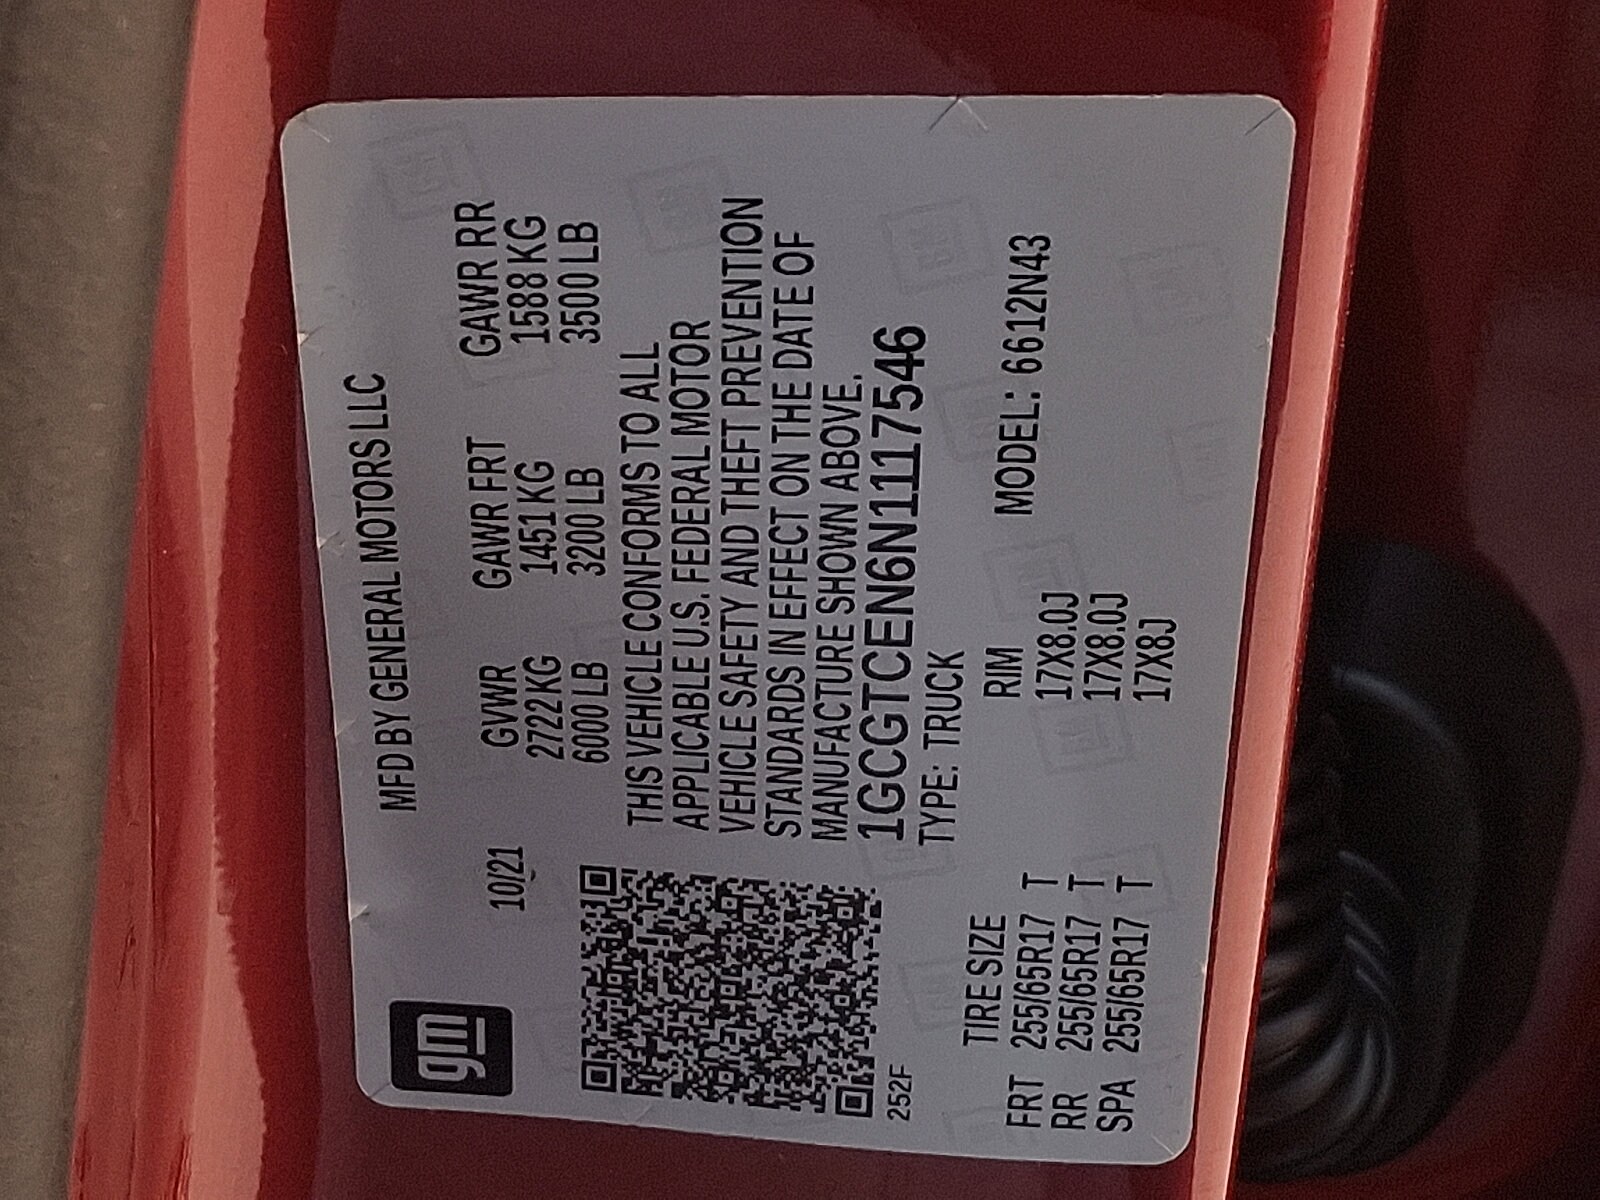 gm
MFD BY GENERAL MOTORS LLC
10/21 GVWR GAWR FRT GAWR RR
2722 KG 1451 KG 1588 KG
6000 LB 3200 LB 3500 LB
THIS VEHICLE CONFORMS TO ALL
APPLICABLE U.S. FEDERAL MOTOR
VEHICLE SAFETY AND THEFT PREVENTION
STANDARDS IN EFFECT ON THE DATE OF
MANUFACTURE SHOWN ABOVE.
1GCGTCEN6N1117546
252F TYPE: TRUCK
TIRE SIZE RIM MODEL: 6612N43
FRT 255/65R17 T 17X8.0J
RR 255/65R17 T 17X8.0J
SPA 255/65R17 T 17X8J